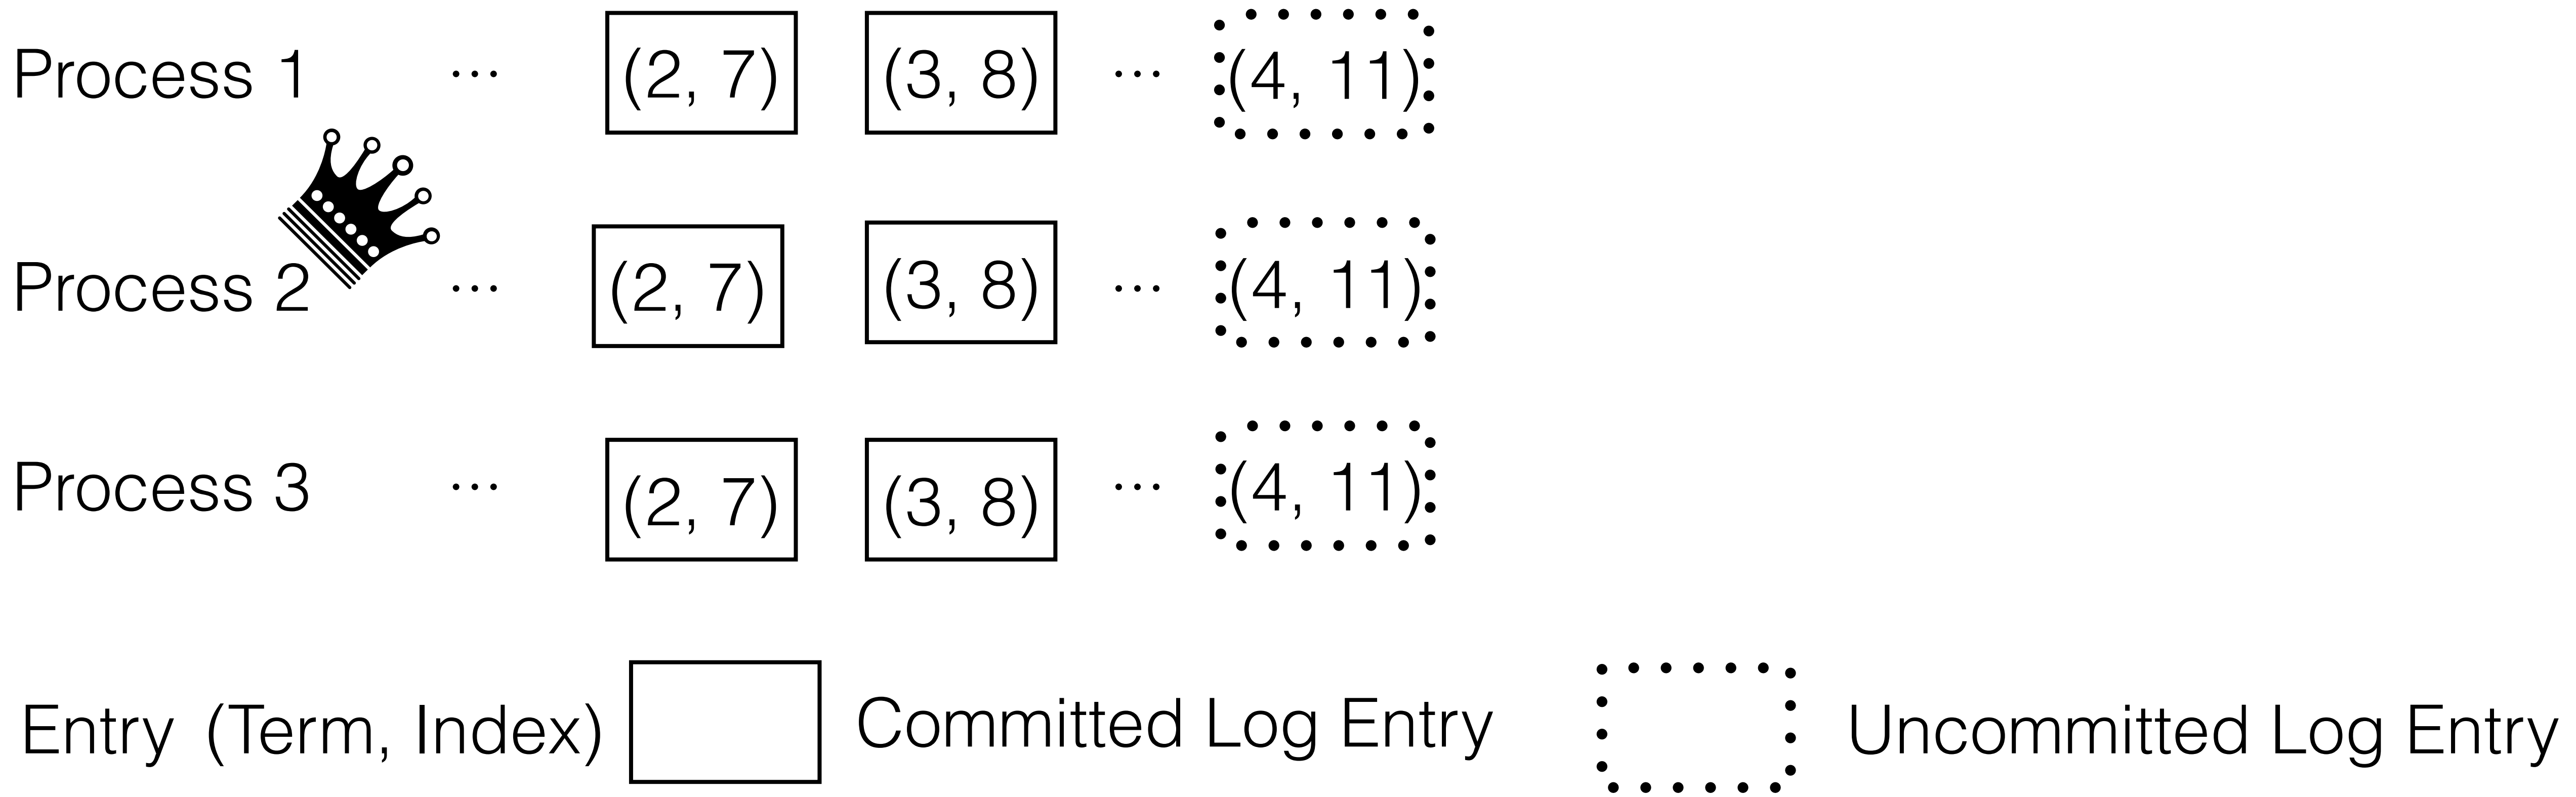 Process 1 ... (2, 7) (3, 8) ... (4, 11)
Process 2 ... (2, 7) (3, 8) ... (4, 11)
Process 3 ... (2, 7) (3, 8) ... (4, 11)
Entry (Term, Index) Committed Log Entry Uncommitted Log Entry